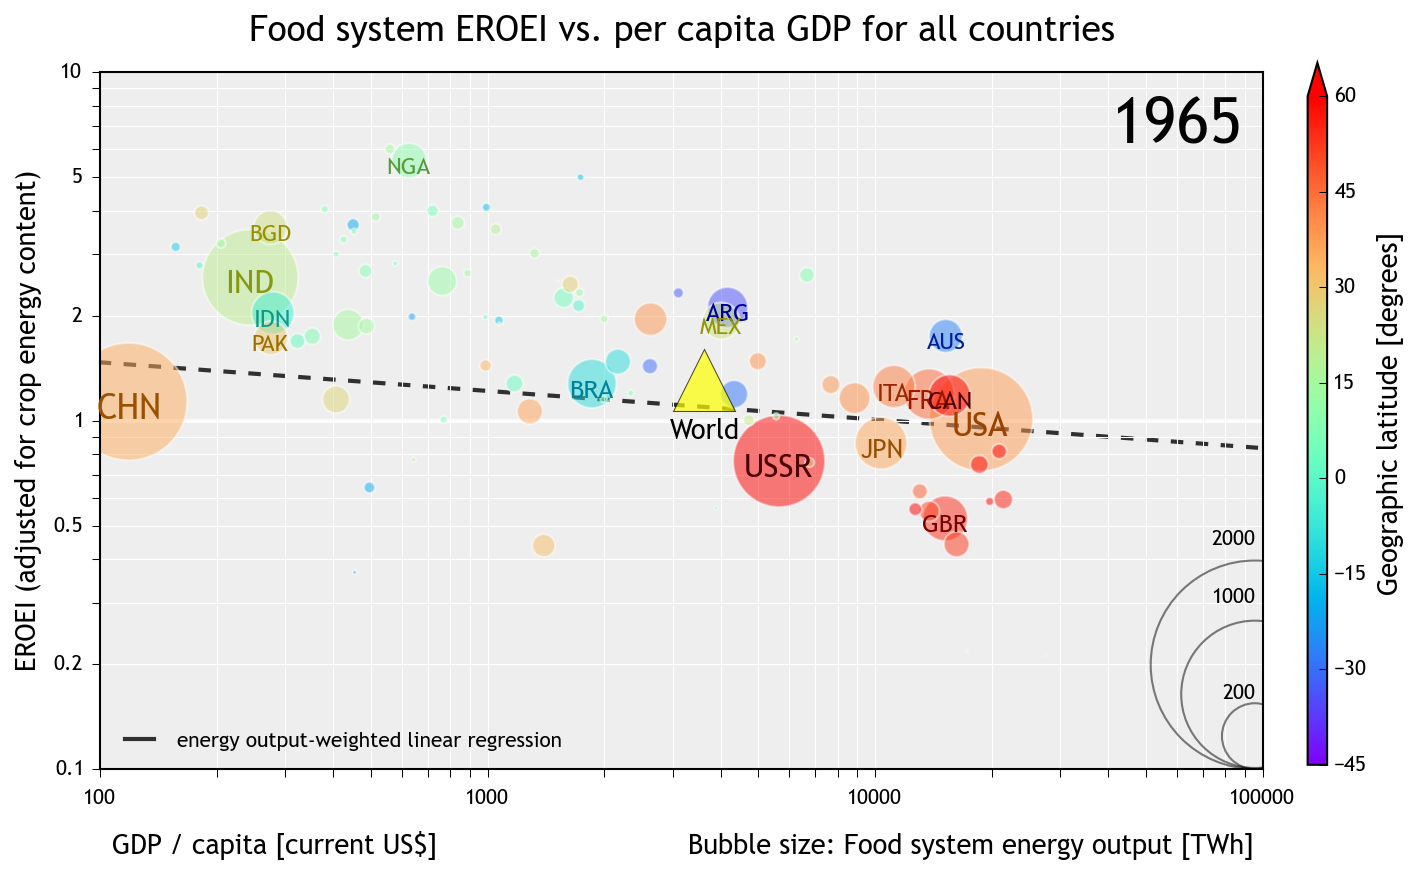 Food system EROEI vs. per capita GDP for all countries
1965
EROEI (adjusted for crop energy content)
10
5
2
1
0.5
0.2
0.1
NGA
BGD
IND
IDN
PAK
CHN
BRA
ARG
MEX
AUS
World
ITA
FRA
CAN
USA
JPN
USSR
GBR
2000
1000
200
energy output-weighted linear regression
100
1000
10000
100000
GDP / capita [current US$]
Bubble size: Food system energy output [TWh]
60
45
30
15
0
−15
−30
−45
Geographic latitude [degrees]